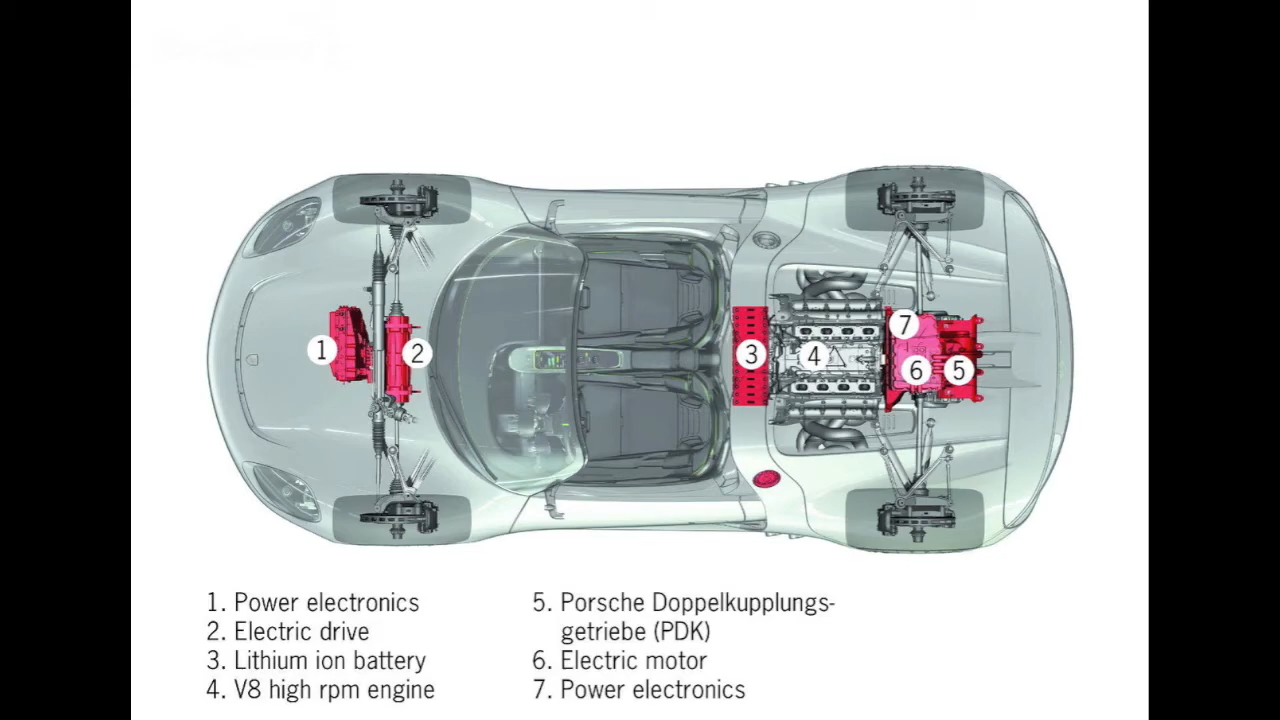 1
2
3
4
7
6
5
1. Power electronics
2. Electric drive
3. Lithium ion battery
4. V8 high rpm engine
5. Porsche Doppelkupplungs-
getriebe (PDK)
6. Electric motor
7. Power electronics